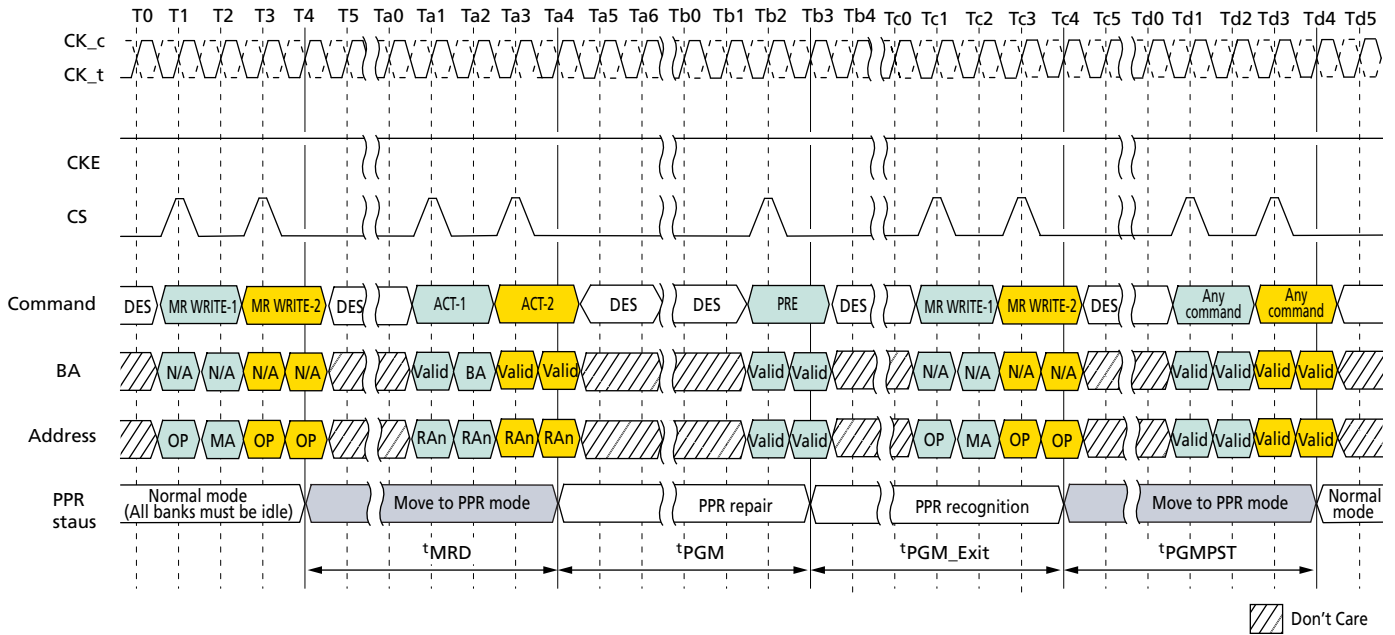 T0 T1 T2 T3 T4 T5 Ta0 Ta1 Ta2 Ta3 Ta4 Ta5 Ta6 Tb0 Tb1 Tb2 Tb3 Tb4 Tc0 Tc1 Tc2 Tc3 Tc4 Tc5 Td0 Td1 Td2 Td3 Td4 Td5
CK_c
CK_t
CKE
CS
Command DES MR WRITE-1 MR WRITE-2 DES ACT-1 ACT-2 DES DES PRE DES MR WRITE-1 MR WRITE-2 DES Any command Any command
BA N/A N/A N/A N/A Valid BA Valid Valid Valid Valid N/A N/A N/A N/A Valid Valid Valid Valid
Address OP MA OP OP RAn RAn RAn RAn Valid Valid OP MA OP OP Valid Valid Valid Valid
PPR staus
Normal mode
(All banks must be idle)
Move to PPR mode PPR repair PPR recognition Move to PPR mode Normal mode
tMRD tPGM tPGM_Exit tPGMPST
Don't Care